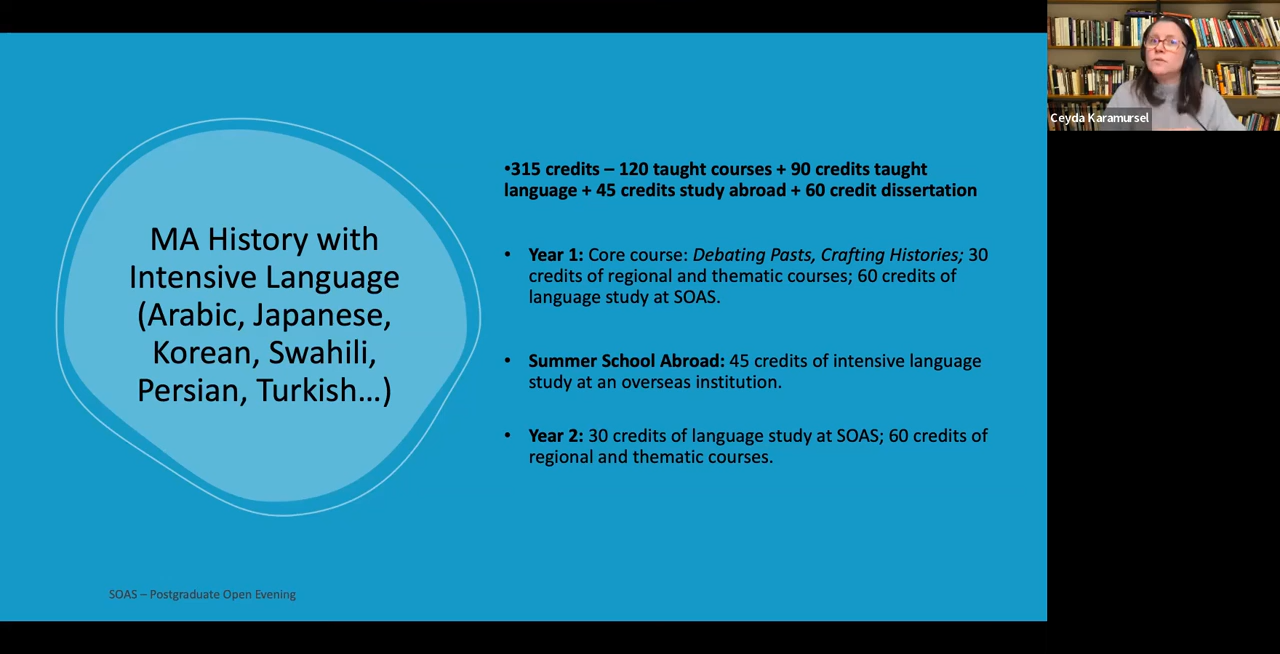 MA History with
Intensive Language
(Arabic, Japanese,
Korean, Swahili,
Persian, Turkish...)
•315 credits – 120 taught courses + 90 credits taught
language + 45 credits study abroad + 60 credit dissertation
• Year 1: Core course: Debating Pasts, Crafting Histories; 30
credits of regional and thematic courses; 60 credits of
language study at SOAS.
• Summer School Abroad: 45 credits of intensive language
study at an overseas institution.
• Year 2: 30 credits of language study at SOAS; 60 credits of
regional and thematic courses.
SOAS – Postgraduate Open Evening
Ceyda Karamursel